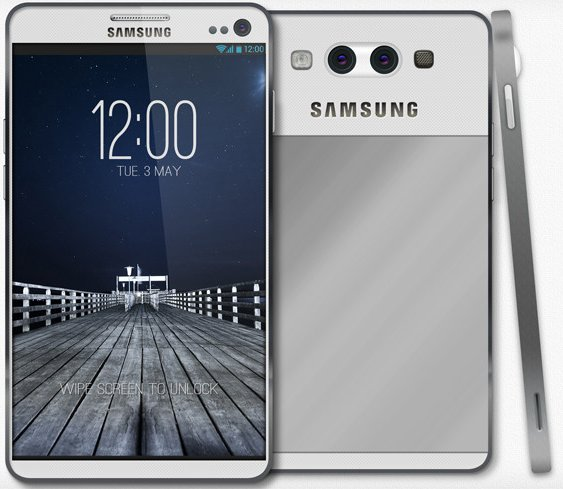 SAMSUNG
12:00
12:00
TUE. 3 MAY
WIPE SCREEN TO UNLOCK
SAMSUNG